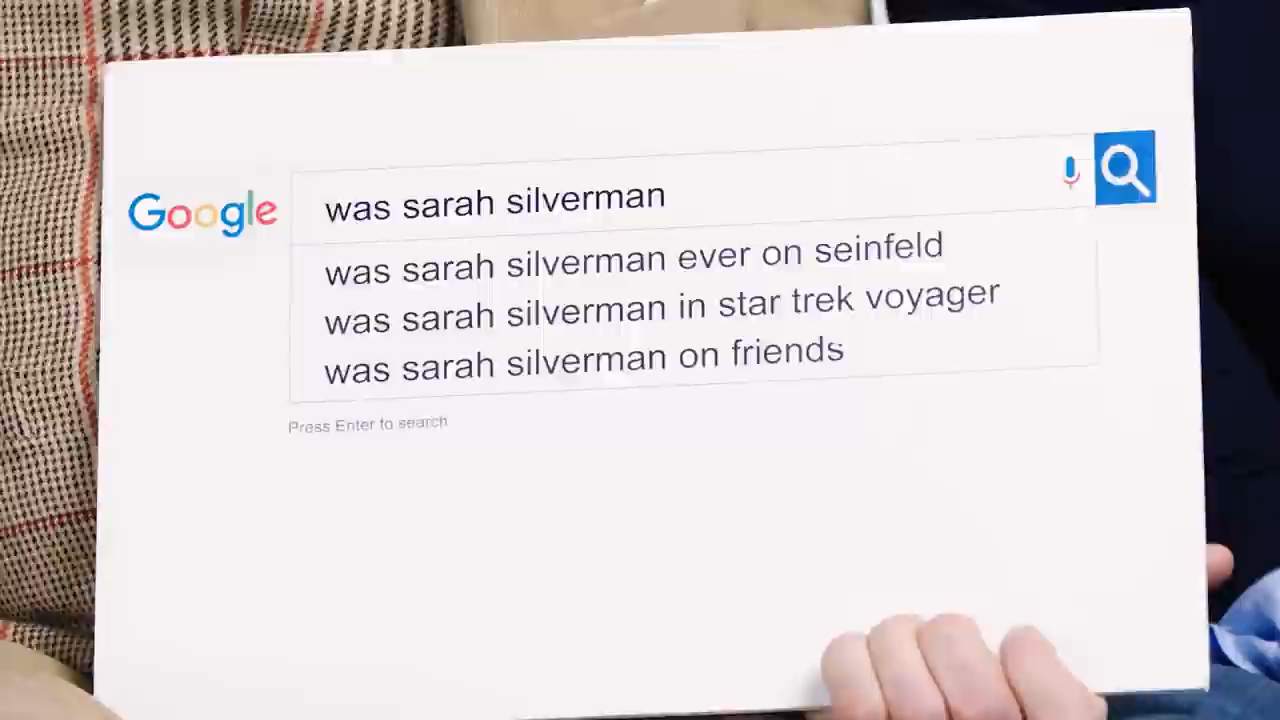 Google was sarah silverman
was sarah silverman ever on seinfeld
was sarah silverman in star trek voyager
was sarah silverman on friends
Press Enter to search